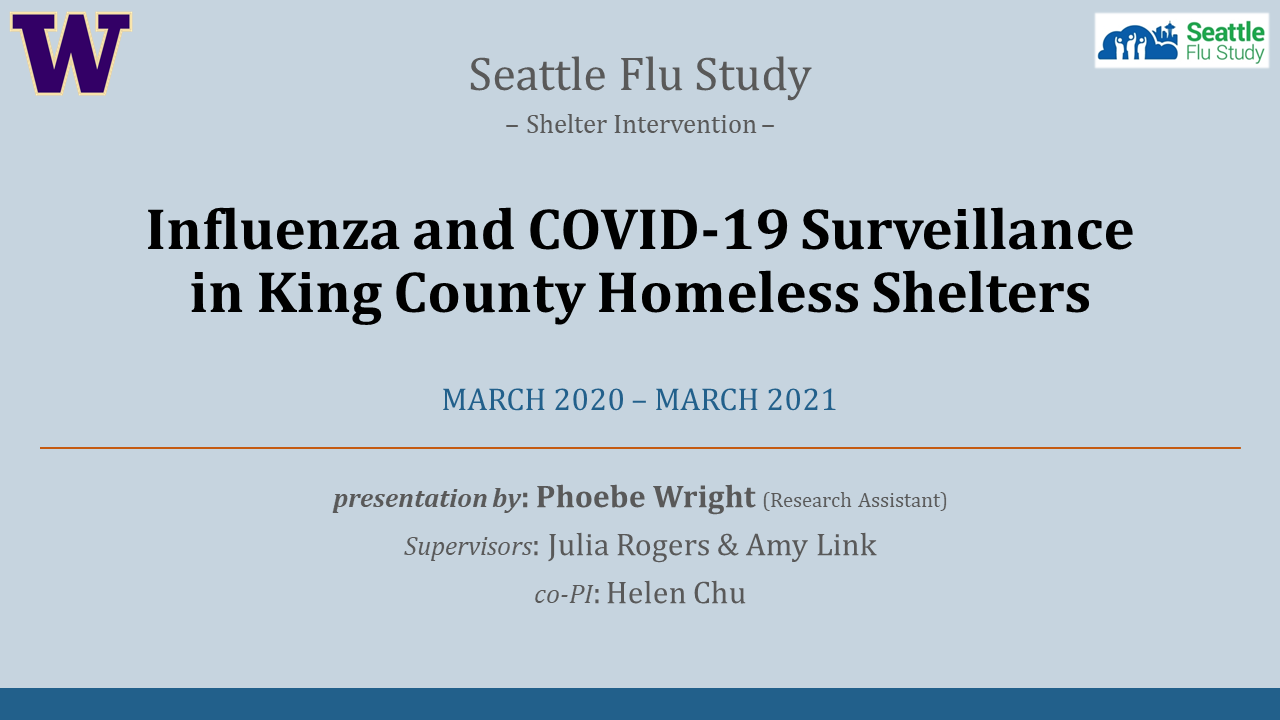 W
Seattle
Flu Study
Seattle Flu Study
– Shelter Intervention –
Influenza and COVID-19 Surveillance
in King County Homeless Shelters
MARCH 2020 – MARCH 2021
presentation by: Phoebe Wright (Research Assistant)
Supervisors: Julia Rogers & Amy Link
co-PI: Helen Chu